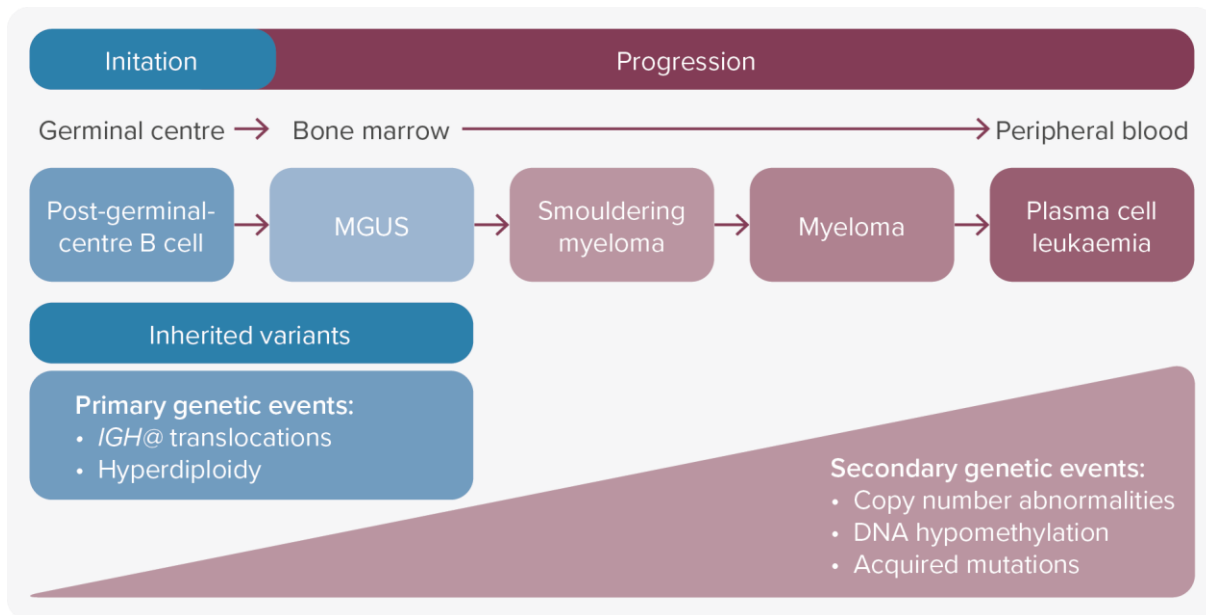 Initation
Progression
Germinal centre
Bone marrow
Peripheral blood
Post-germinal-
centre B cell
MGUS
Smouldering
myeloma
Myeloma
Plasma cell
leukaemia
Inherited variants
Primary genetic events:
• IGH@ translocations
• Hyperdiploidy
Secondary genetic events:
• Copy number abnormalities
• DNA hypomethylation
• Acquired mutations